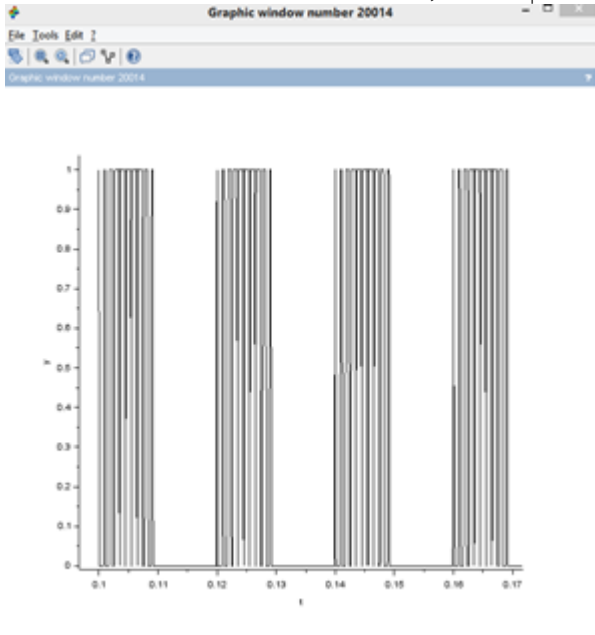 Graphic window number 20014
File Tools Edit ?
Graphic window number 20014 ?
1
0.9
0.8
0.7
0.6
y
0.5
0.4
0.3
0.2
0.1
0
0.1 0.11 0.12 0.13 0.14 0.15 0.16 0.17
t